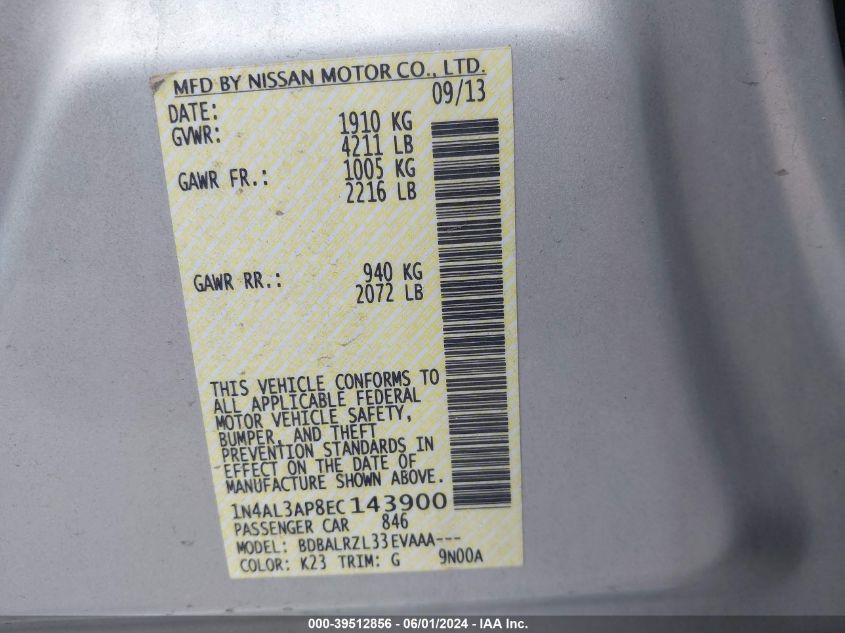 MFD BY NISSAN MOTOR CO., LTD.
DATE: 09/13
GVWR: 1910 KG
4211 LB
GAWR FR.: 1005 KG
2216 LB
GAWR RR.: 940 KG
2072 LB
THIS VEHICLE CONFORMS TO
ALL APPLICABLE FEDERAL
MOTOR VEHICLE SAFETY,
BUMPER, AND THEFT
PREVENTION STANDARDS IN
EFFECT ON THE DATE OF
MANUFACTURE SHOWN ABOVE.
1N4AL3AP8EC143900
PASSENGER CAR 846
MODEL: BDBALRZL33EVAAA---
COLOR: K23 TRIM: G 9N00A
000-39512856 - 06/01/2024 - IAA Inc.